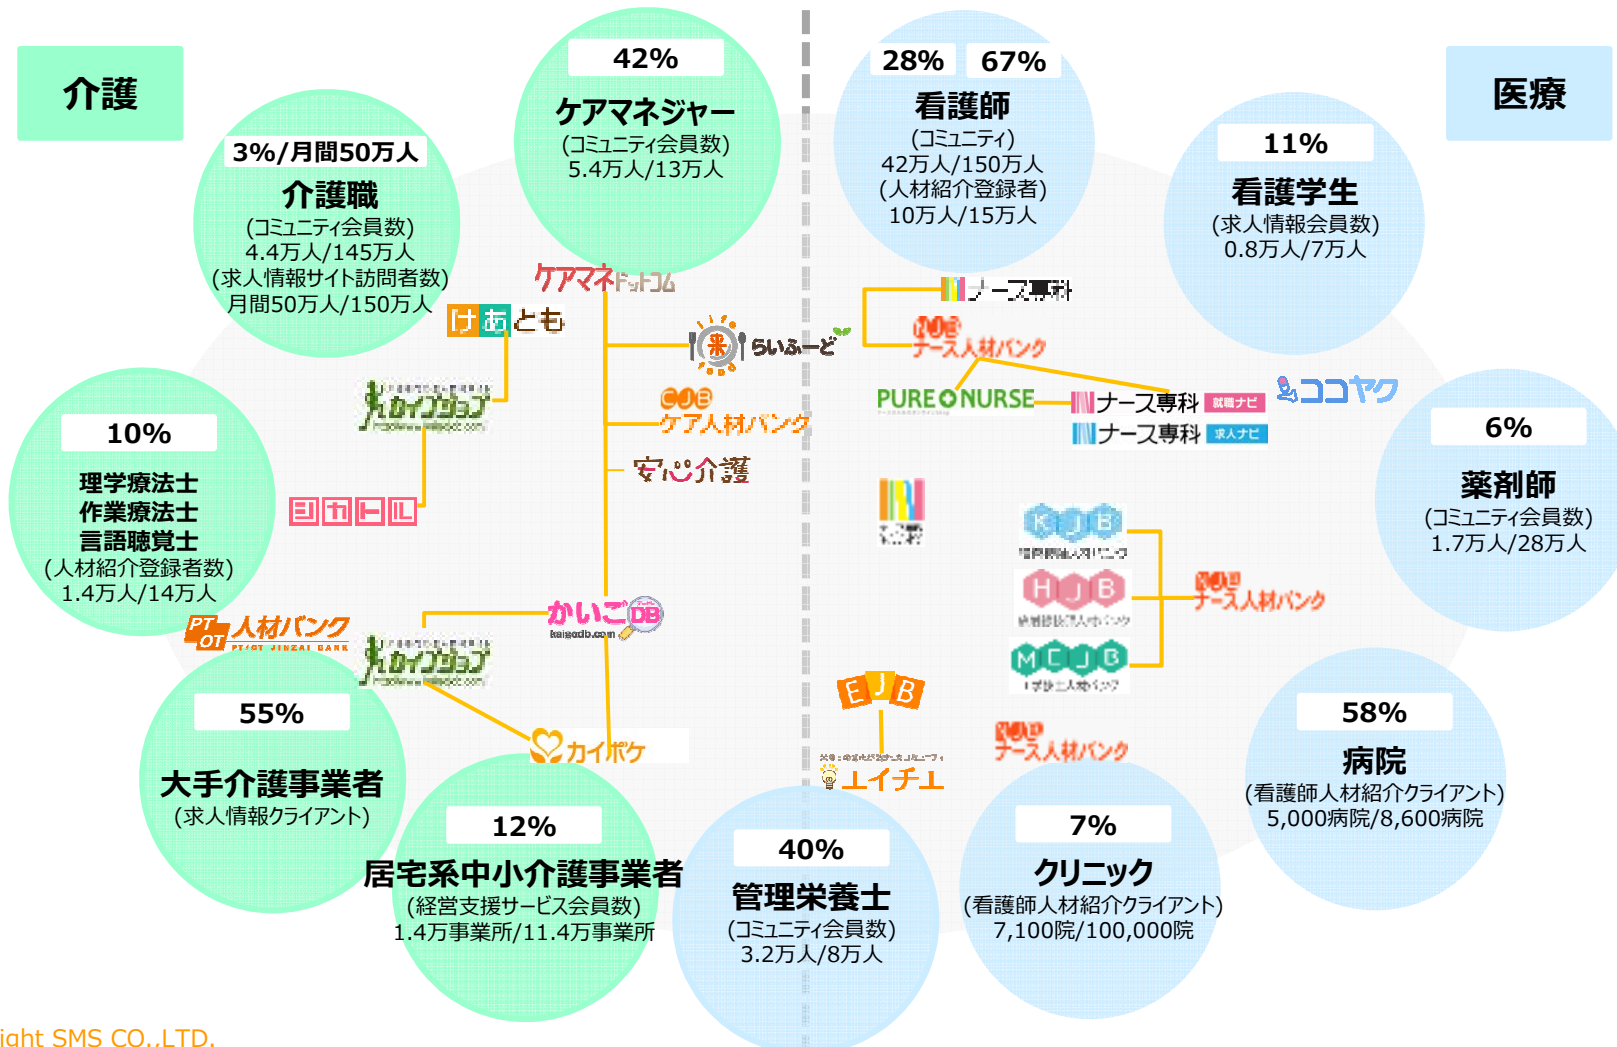 介護
医療
42%
ケアマネジャー
(コミュニティ会員数)
5.4万人/13万人
28%
67%
看護師
(コミュニティ)
42万人/150万人
(人材紹介登録者)
10万人/15万人
3%/月間50万人
介護職
(コミュニティ会員数)
4.4万人/145万人
(求人情報サイト訪問者数)
月間50万人/150万人
11%
看護学生
(求人情報会員数)
0.8万人/7万人
ケアマネドットコム
けあとも
来 らいふーど
CJB
ケア人材バンク
安心介護
カイゴジョブ
シカトル
ナース専科
NJB
ナース人材バンク
PURE NURSE
ナース専科 就職ナビ
ナース専科 求人ナビ
ココヤク
10%
理学療法士
作業療法士
言語聴覚士
(人材紹介登録者数)
1.4万人/14万人
6%
薬剤師
(コミュニティ会員数)
1.7万人/28万人
KJB
HJB
MEJB
NJB
ナース人材バンク
PT OT 人材バンク
PT/OT JINZAI BANK
かいごDB
kaigodb.com
カイゴジョブ
カイポケ
EJB
エイチエ
NJB
ナース人材バンク
55%
大手介護事業者
(求人情報クライアント)
12%
居宅系中小介護事業者
(経営支援サービス会員数)
1.4万事業所/11.4万事業所
40%
管理栄養士
(コミュニティ会員数)
3.2万人/8万人
7%
クリニック
(看護師人材紹介クライアント)
7,100院/100,000院
58%
病院
(看護師人材紹介クライアント)
5,000病院/8,600病院
ight SMS CO.,LTD.